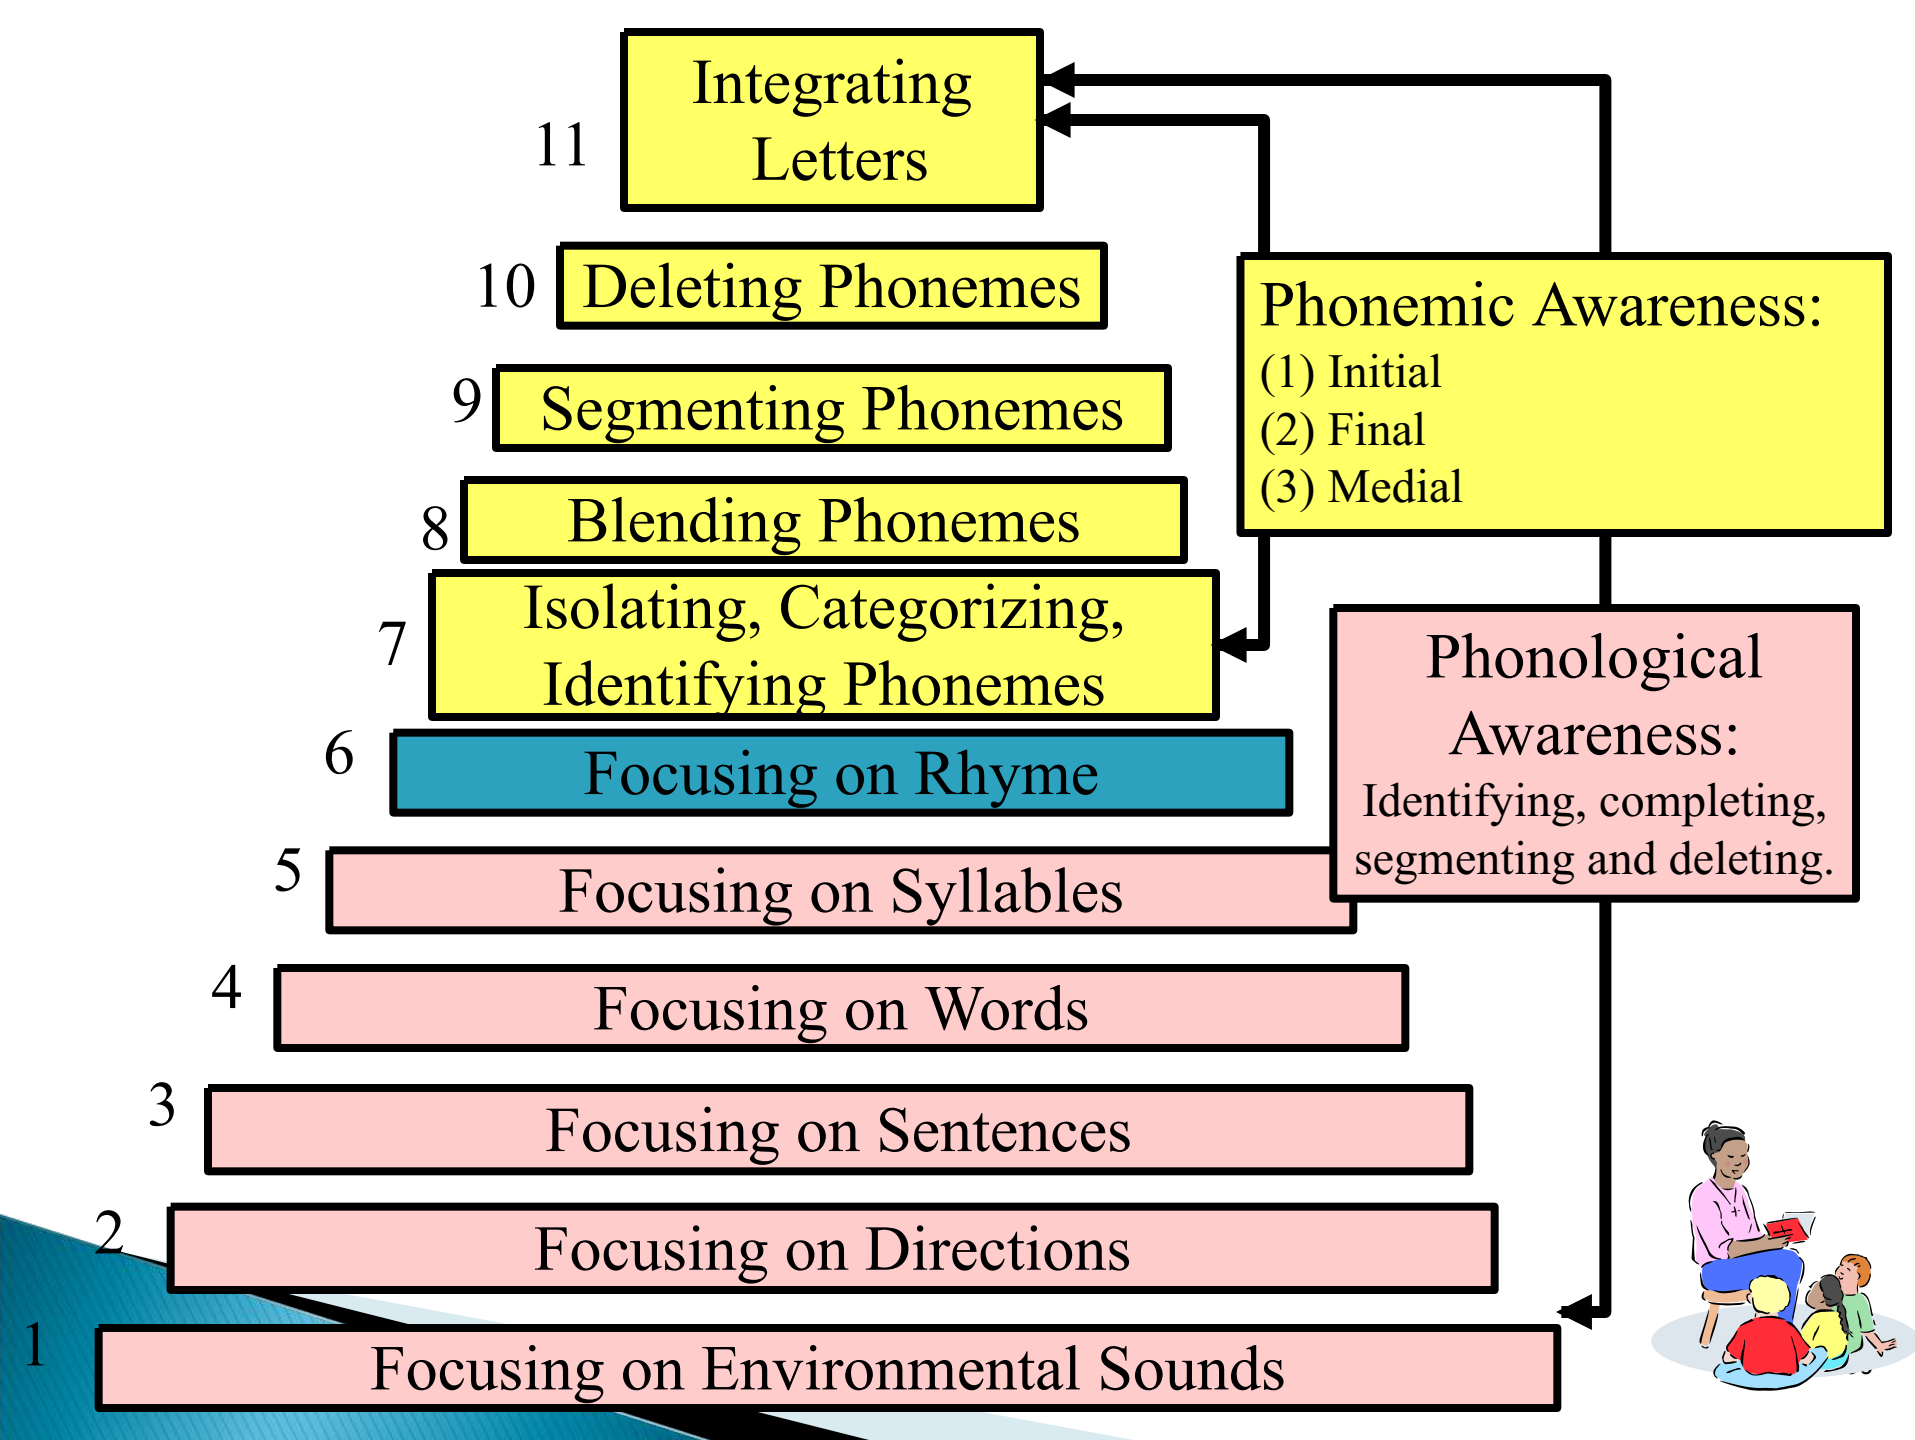 Integrating
Letters
11
10
Deleting Phonemes
Phonemic Awareness:
(1) Initial
(2) Final
(3) Medial
9
Segmenting Phonemes
8
Blending Phonemes
7
Isolating, Categorizing,
Identifying Phonemes
Phonological
Awareness:
Identifying, completing,
segmenting and deleting.
6
Focusing on Rhyme
5
Focusing on Syllables
4
Focusing on Words
3
Focusing on Sentences
2
Focusing on Directions
1
Focusing on Environmental Sounds